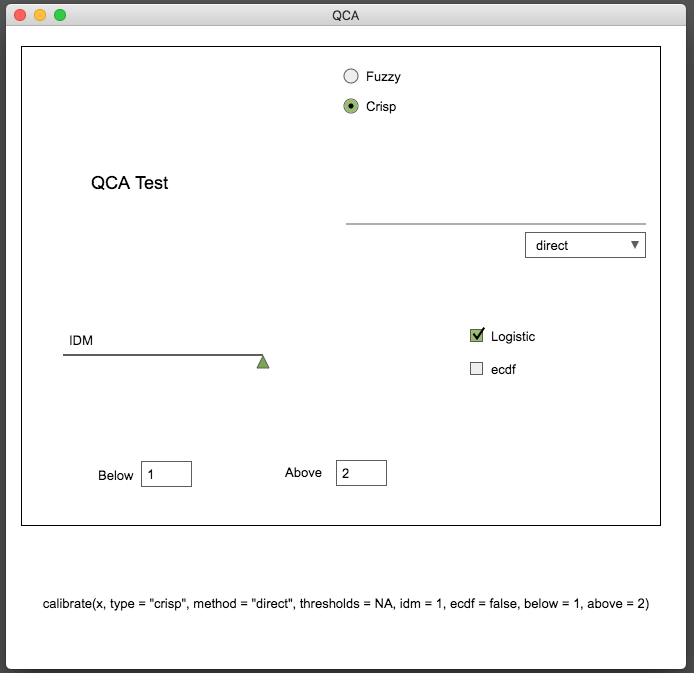 QCA
Fuzzy
Crisp
QCA Test
direct
IDM
Logistic
ecdf
Below 1
Above 2
calibrate(x, type = "crisp", method = "direct", thresholds = NA, idm = 1, ecdf = false, below = 1, above = 2)